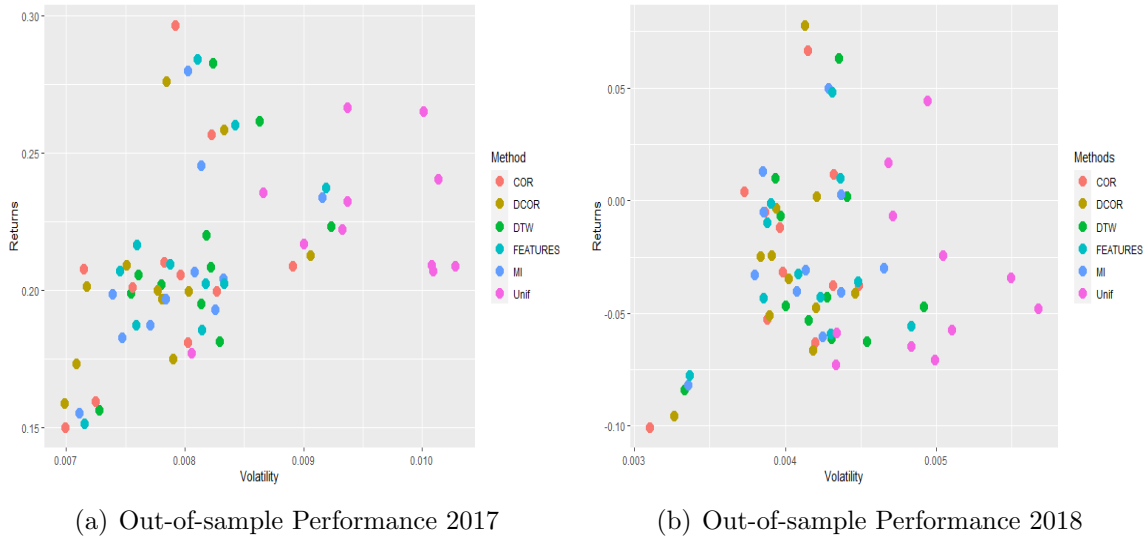 0.30
0.25
0.20
0.15
Returns
0.007 0.008 0.009 0.010
Volatility
Method
COR
DCOR
DTW
FEATURES
MI
Unif
(a) Out-of-sample Performance 2017
0.05
0.00
-0.05
-0.10
Returns
0.003 0.004 0.005
Volatility
Methods
COR
DCOR
DTW
FEATURES
MI
Unif
(b) Out-of-sample Performance 2018